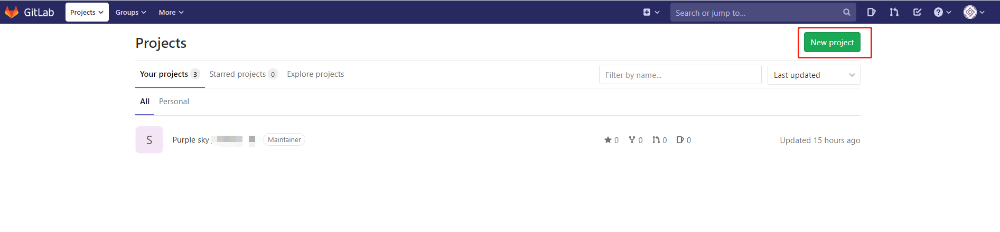 GitLab Projects Groups More Search or jump to...
Projects New project
Your projects 3 Starred projects 0 Explore projects Filter by name... Last updated
All Personal
S Purple sky Maintainer 0 0 0 0 Updated 15 hours ago